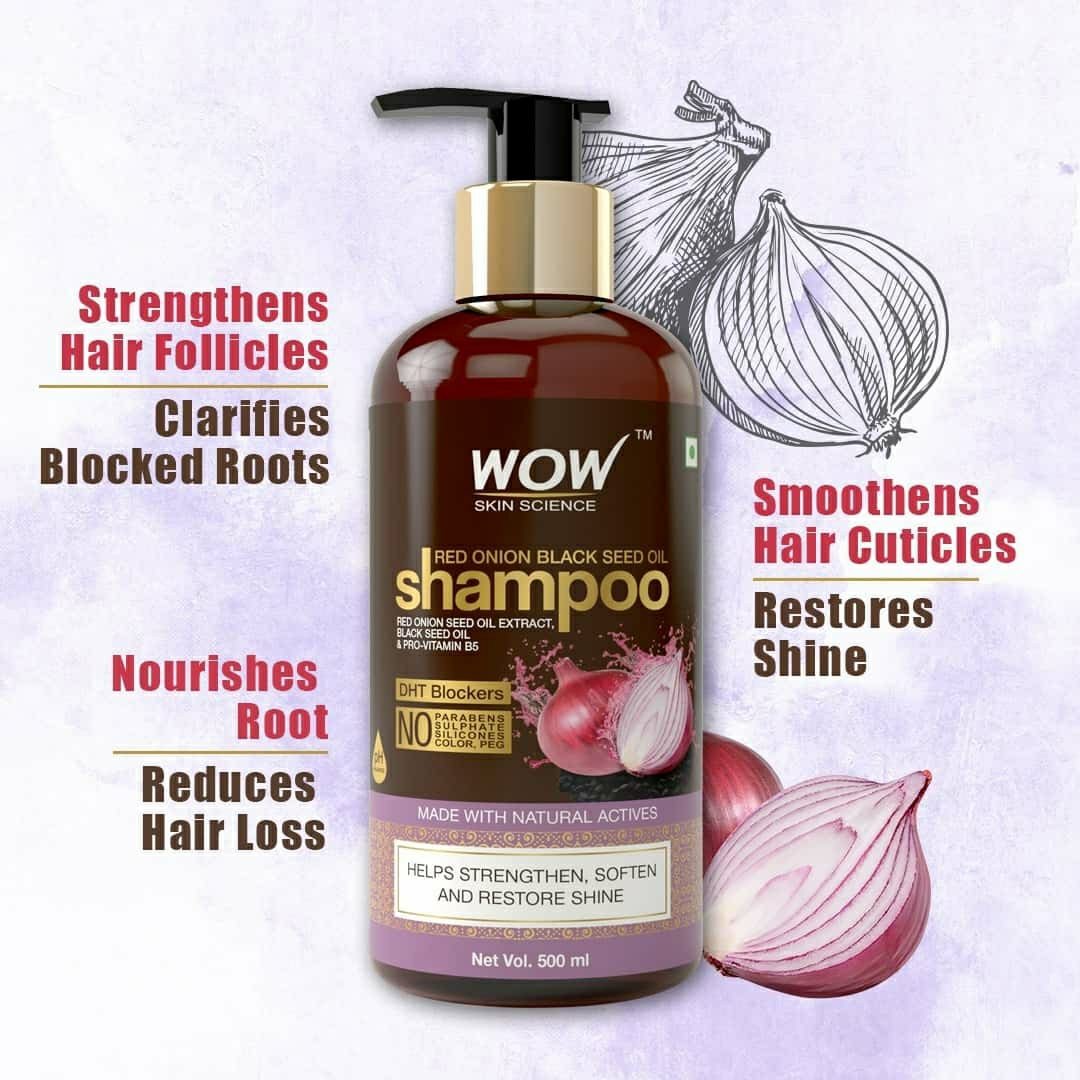 Strengthens
Hair Follicles
Clarifies
Blocked Roots
Nourishes
Root
Reduces
Hair Loss
WOW
TM
SKIN SCIENCE
RED ONION BLACK SEED OIL
shampoo
RED ONION SEED OIL EXTRACT,
BLACK SEED OIL
& PRO-VITAMIN B5
DHT Blockers
NO
PARABENS
SULPHATE
SILICONES
COLOR, PEG
pH
MADE WITH NATURAL ACTIVES
HELPS STRENGTHEN, SOFTEN
AND RESTORE SHINE
Net Vol. 500 ml
Smoothens
Hair Cuticles
Restores
Shine